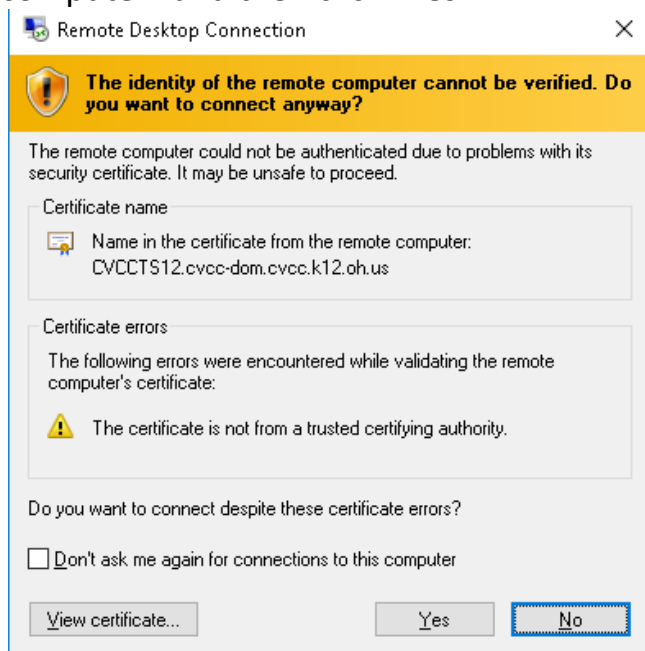 Remote Desktop Connection
The identity of the remote computer cannot be verified. Do
you want to connect anyway?
The remote computer could not be authenticated due to problems with its
security certificate. It may be unsafe to proceed.
Certificate name
Name in the certificate from the remote computer:
CVCCTS12.cvcc-dom.cvcc.k12.oh.us
Certificate errors
The following errors were encountered while validating the remote
computer's certificate:
The certificate is not from a trusted certifying authority.
Do you want to connect despite these certificate errors?
Don't ask me again for connections to this computer
View certificate... Yes No